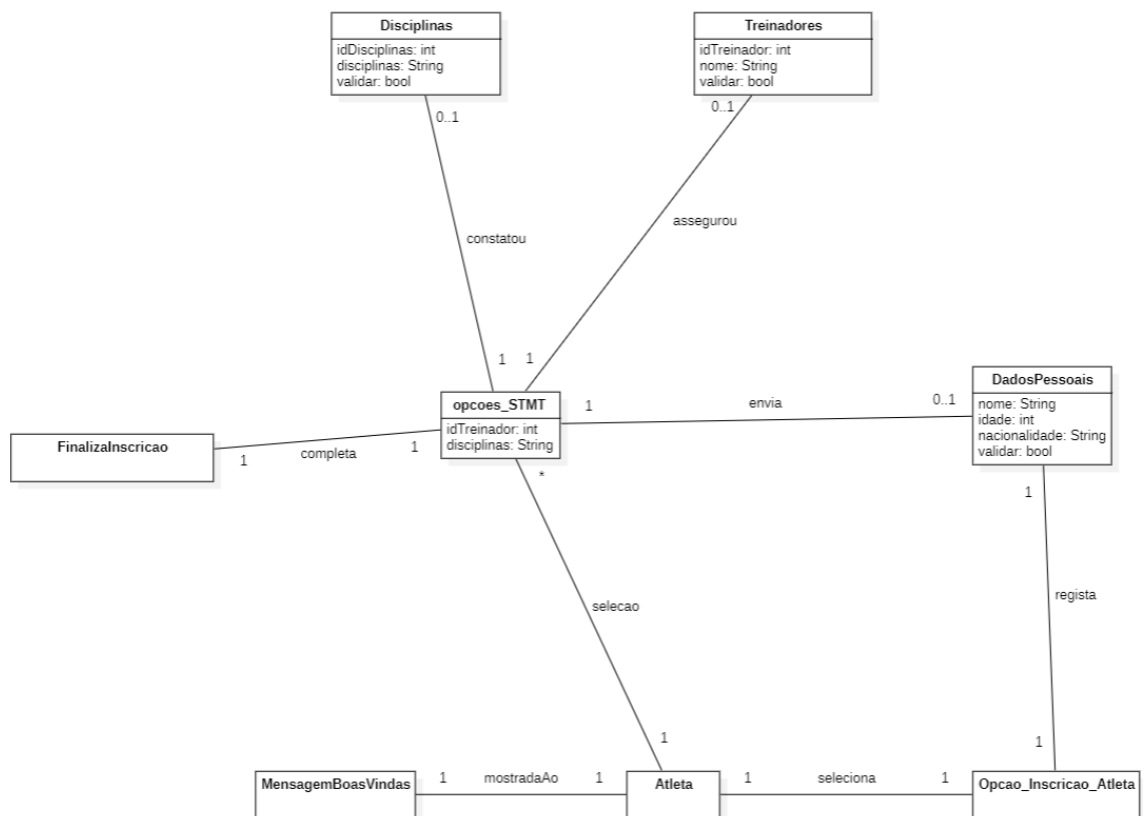 Disciplinas
idDisciplinas: int
disciplinas: String
validar: bool
Treinadores
idTreinador: int
nome: String
validar: bool
0..1
0..1
assegurou
constatou
1
1
opcoes_STMT
idTreinador: int
disciplinas: String
1
envia
0..1
DadosPessoais
nome: String
idade: int
nacionalidade: String
validar: bool
FinalizaInscricao
1
completa
1
*
1
selecao
regista
1
1
MensagemBoasVindas
1
mostradaAo
1
Atleta
1
seleciona
1
Opcao_Inscricao_Atleta